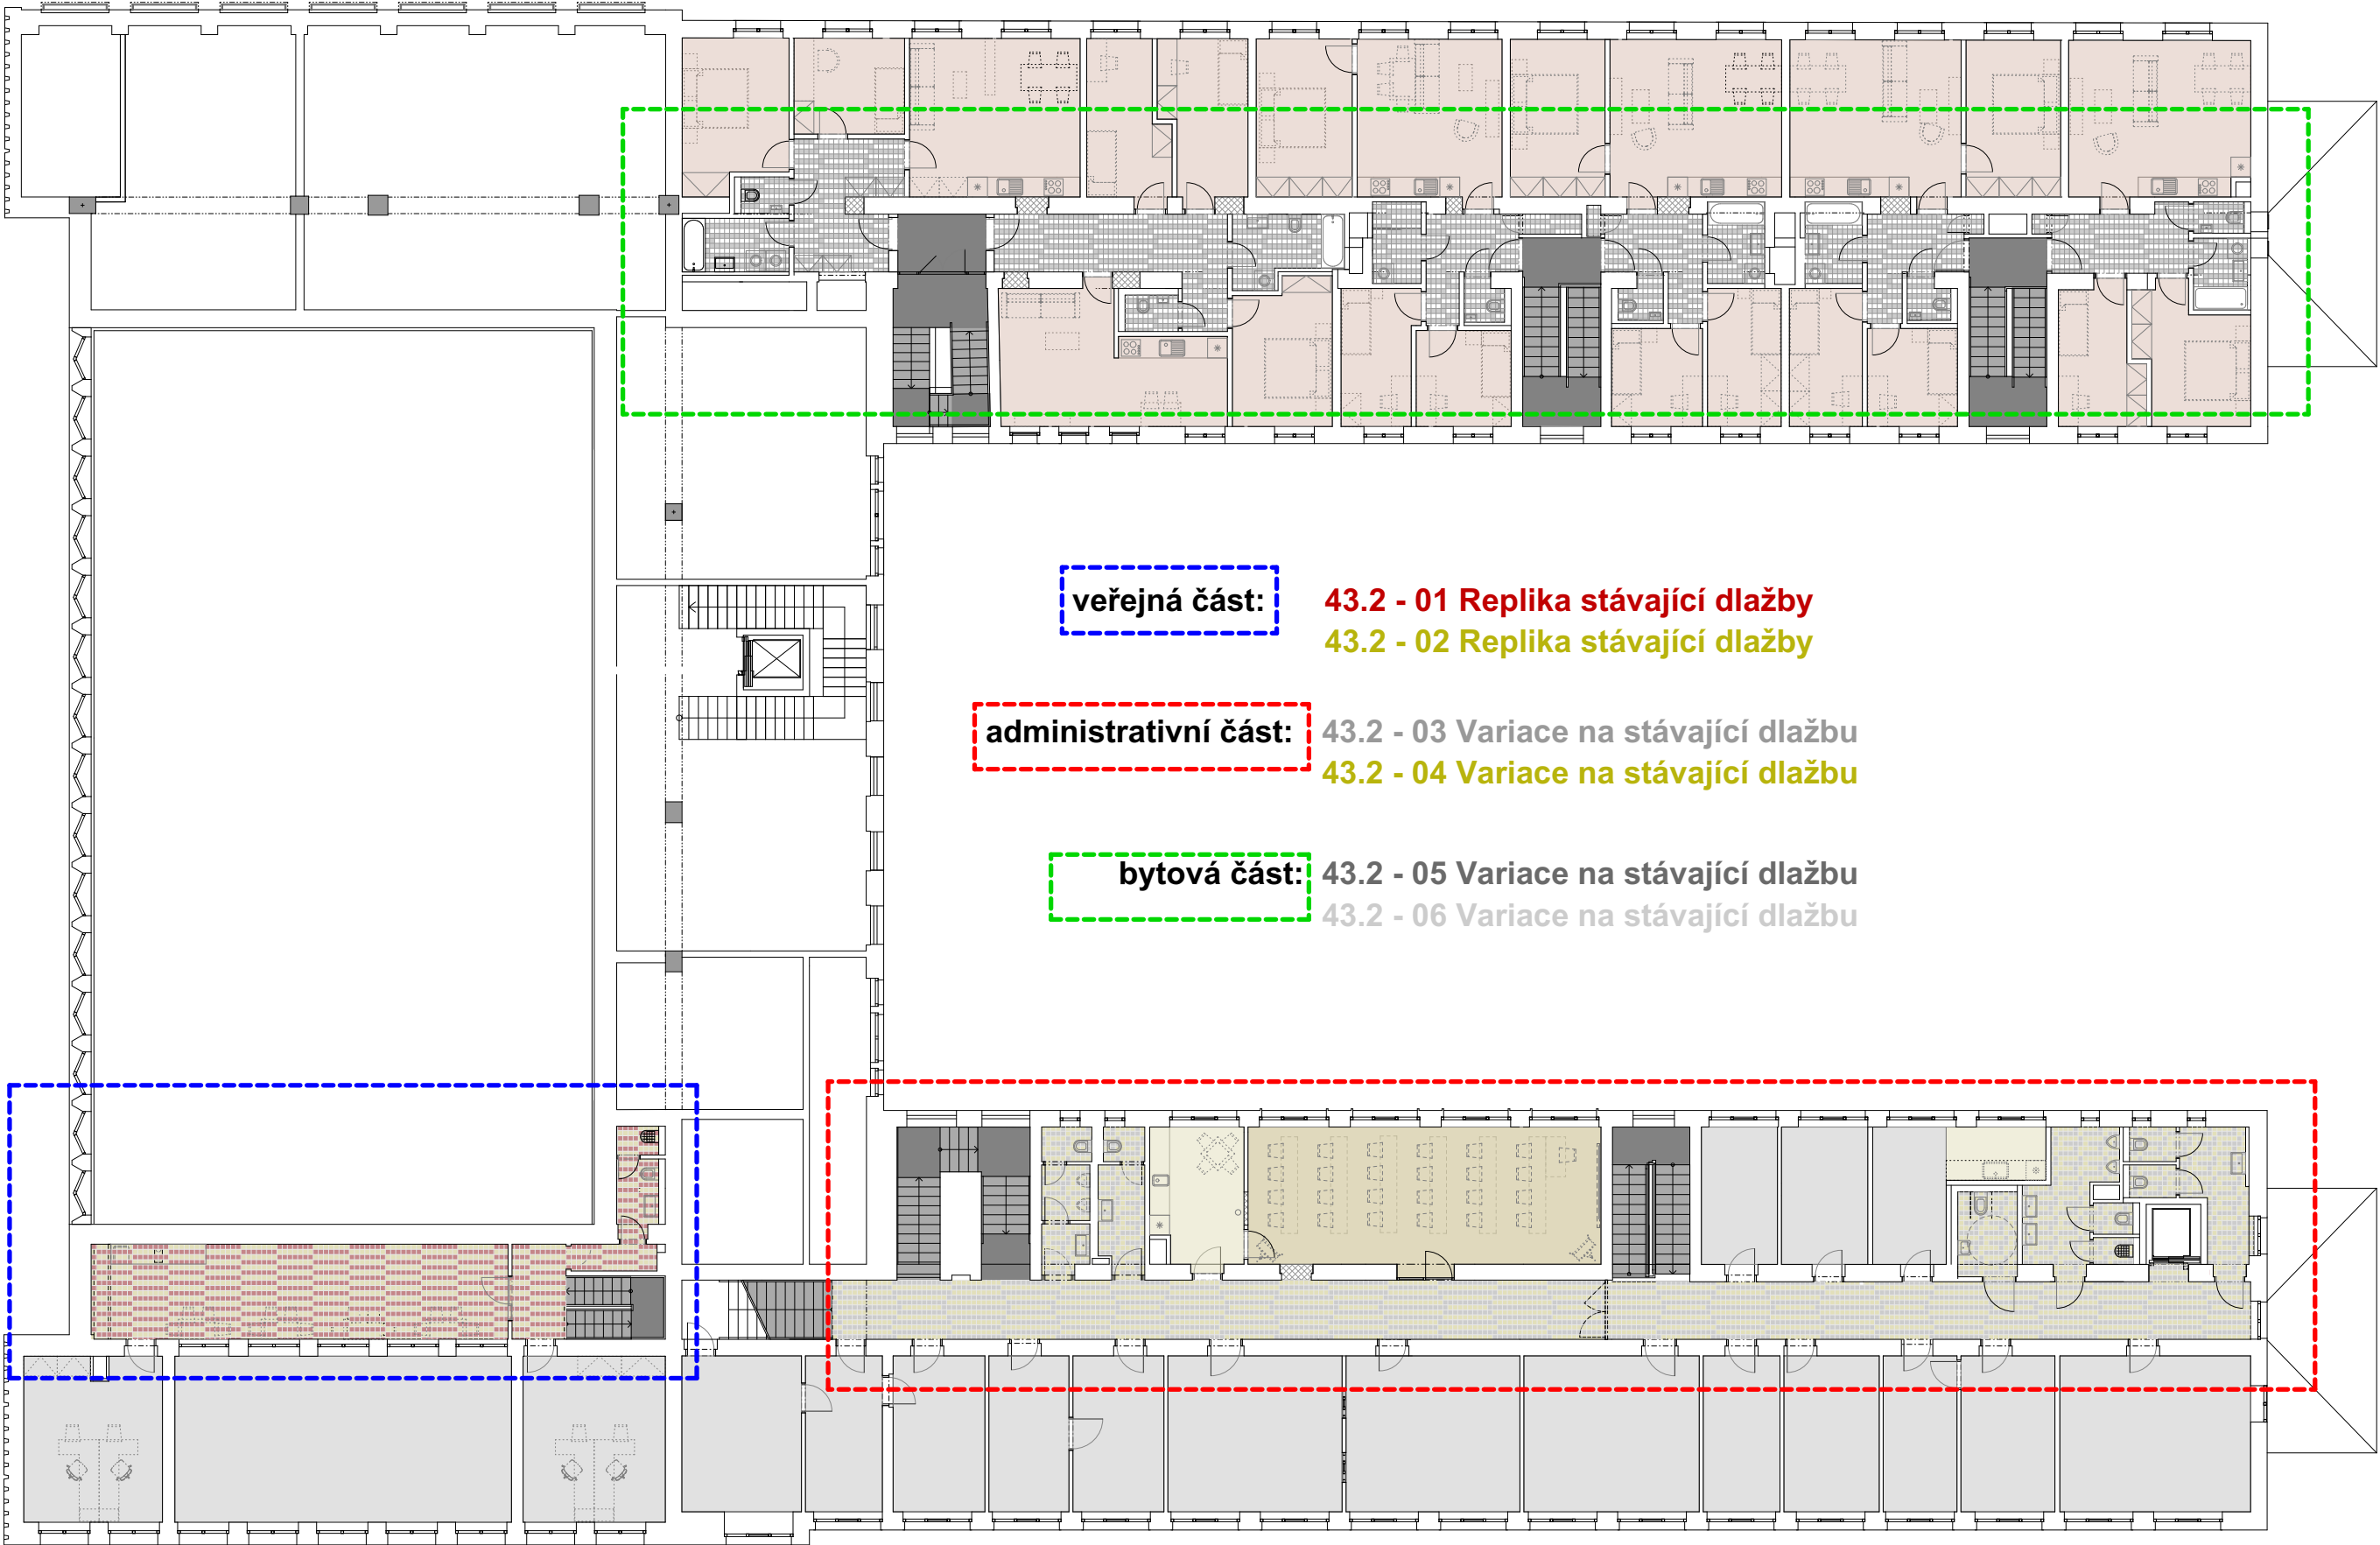 veřejná část: 43.2 - 01 Replika stávající dlažby
43.2 - 02 Replika stávající dlažby
administrativní část: 43.2 - 03 Variace na stávající dlažbu
43.2 - 04 Variace na stávající dlažbu
bytová část: 43.2 - 05 Variace na stávající dlažbu
43.2 - 06 Variace na stávající dlažbu